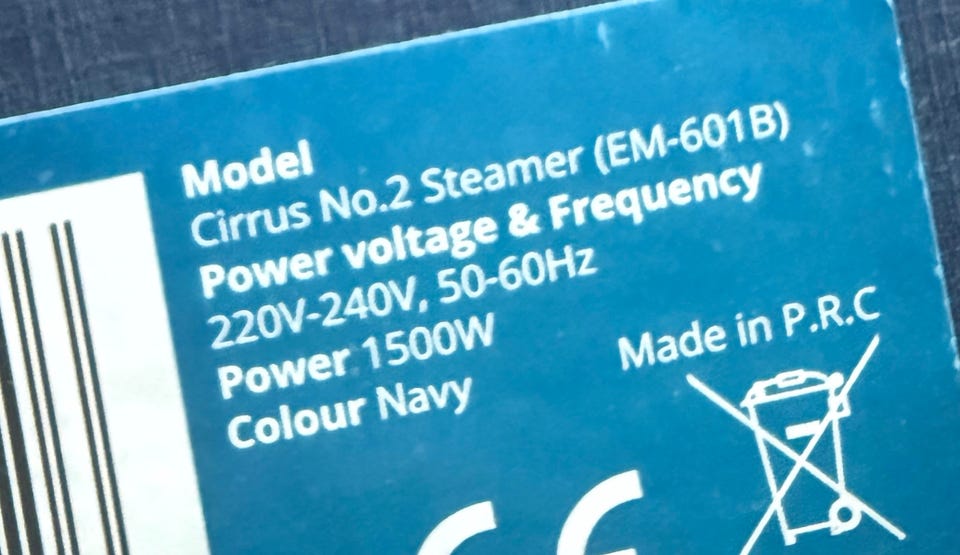 Model
Cirrus No.2 Steamer (EM-601B)
Power voltage & Frequency
220V-240V, 50-60Hz
Power 1500W
Colour Navy
Made in P.R.C
CE